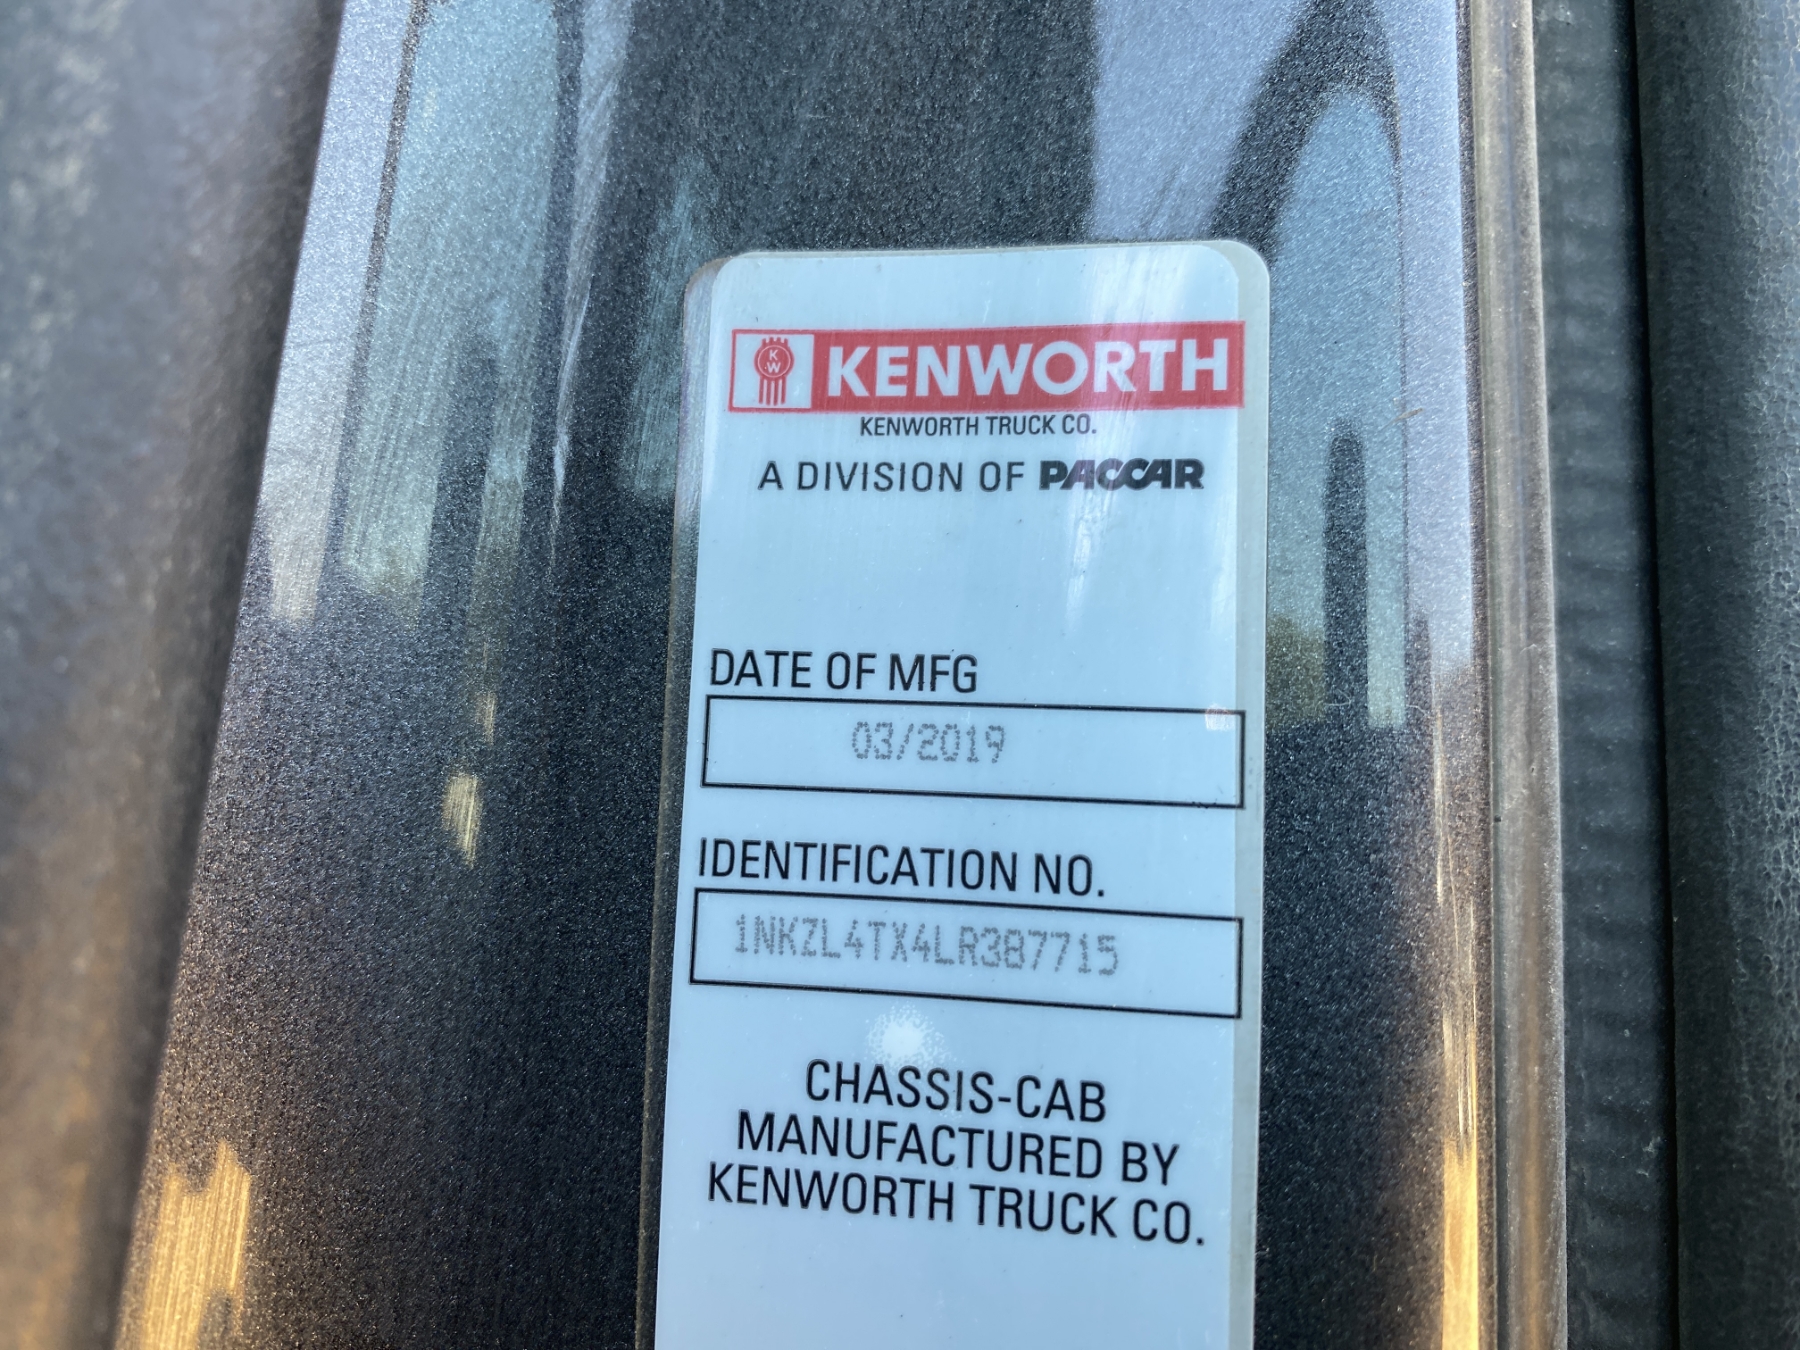 KW KENWORTH
KENWORTH TRUCK CO.
A DIVISION OF PACCAR
DATE OF MFG
03/2019
IDENTIFICATION NO.
1NKZL4TX4LR387715
CHASSIS-CAB
MANUFACTURED BY
KENWORTH TRUCK CO.